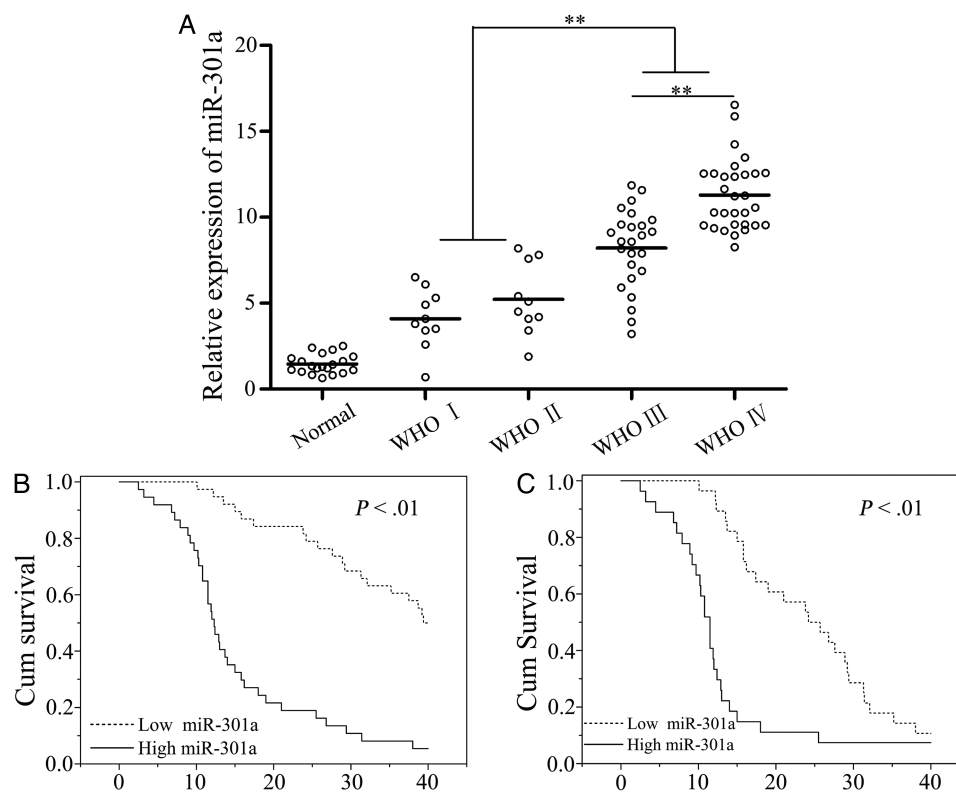 A
**
**
20
15
10
5
0
Relative expression of miR-301a
Normal
WHO I
WHO II
WHO III
WHO IV
B
1.0
0.8
0.6
0.4
0.2
0.0
Cum survival
P < .01
Low miR-301a
High miR-301a
0
10
20
30
40
C
1.0
0.8
0.6
0.4
0.2
0.0
Cum Survival
P < .01
Low miR-301a
High miR-301a
0
10
20
30
40